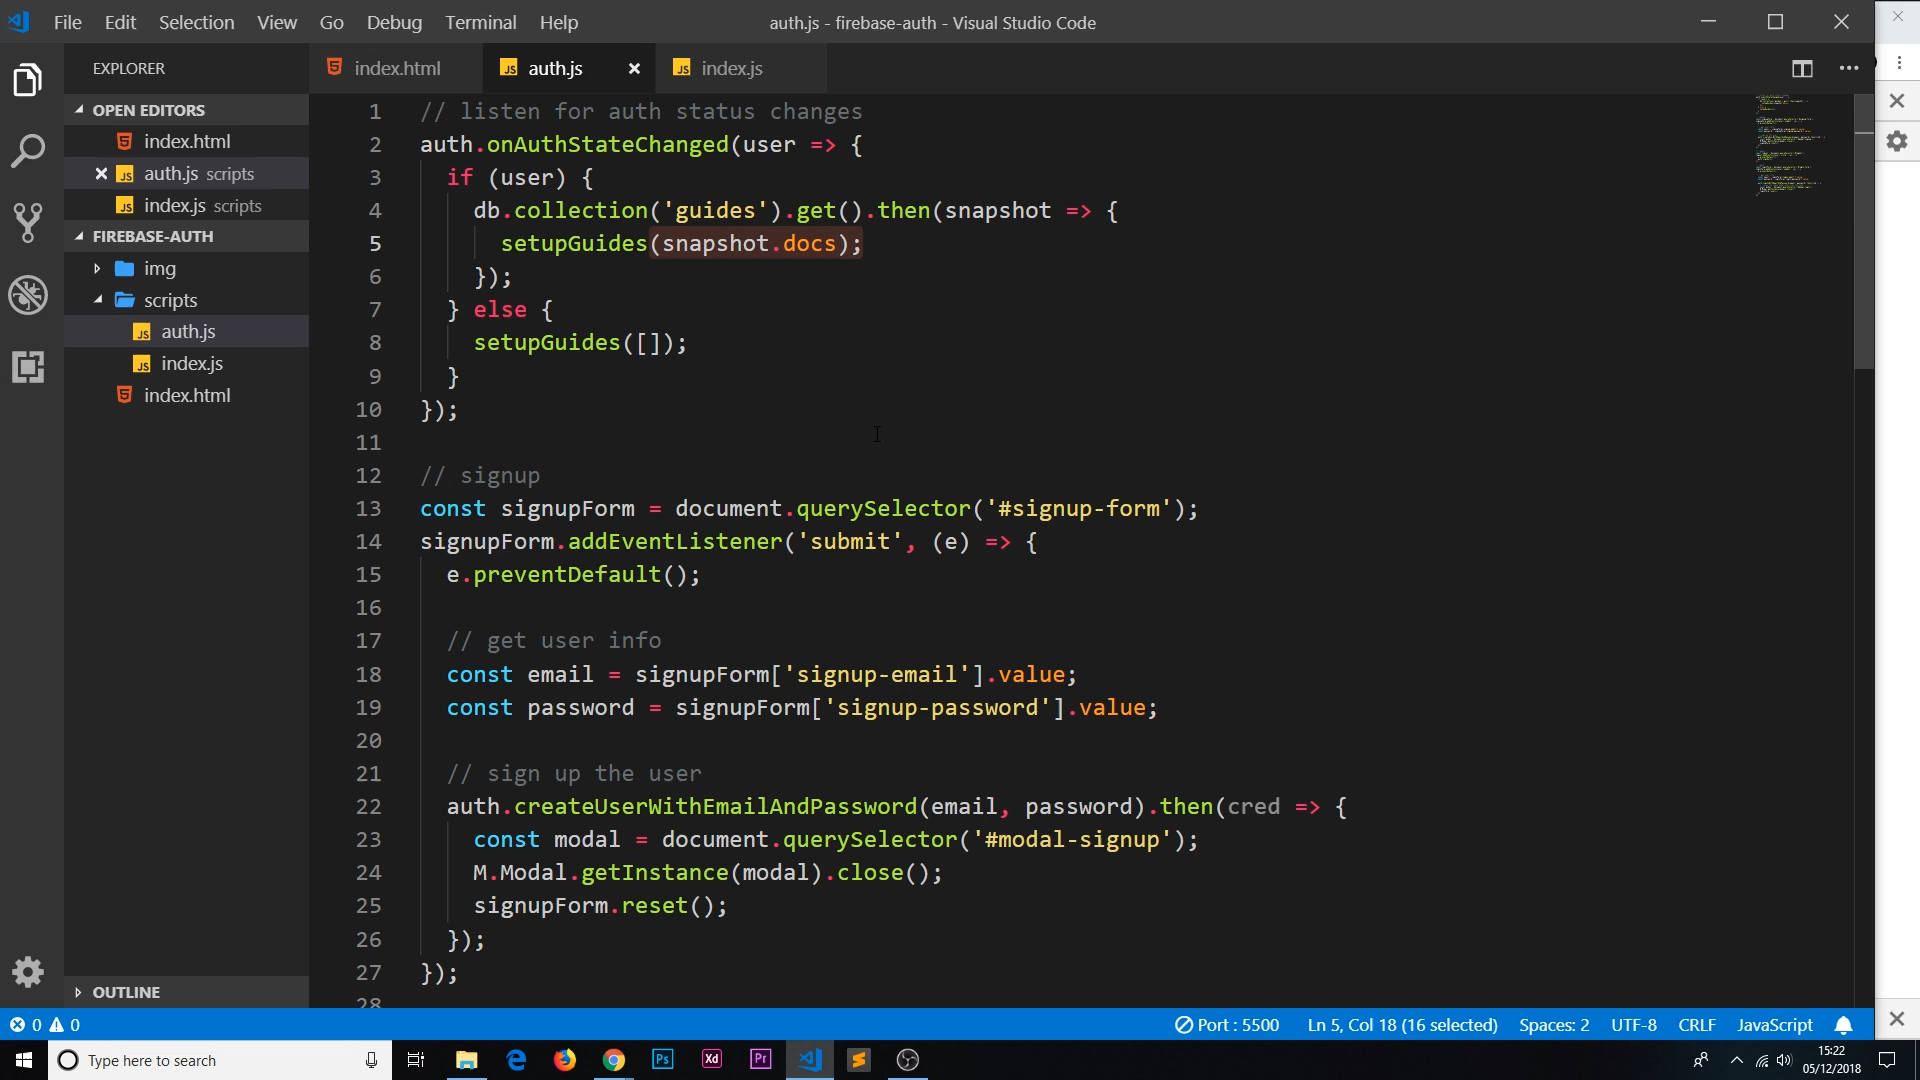 File Edit Selection View Go Debug Terminal Help
auth.js - firebase-auth - Visual Studio Code
EXPLORER
OPEN EDITORS
index.html
auth.js scripts
index.js scripts
FIREBASE-AUTH
img
scripts
auth.js
index.js
index.html
OUTLINE
index.html
JS auth.js
JS index.js
1 // listen for auth status changes
2 auth.onAuthStateChanged(user => {
3 if (user) {
4 db.collection('guides').get().then(snapshot => {
5 setupGuides(snapshot.docs);
6 });
7 } else {
8 setupGuides([]);
9 }
10 });
11
12 // signup
13 const signupForm = document.querySelector('#signup-form');
14 signupForm.addEventListener('submit', (e) => {
15 e.preventDefault();
16
17 // get user info
18 const email = signupForm['signup-email'].value;
19 const password = signupForm['signup-password'].value;
20
21 // sign up the user
22 auth.createUserWithEmailAndPassword(email, password).then(cred => {
23 const modal = document.querySelector('#modal-signup');
24 M.Modal.getInstance(modal).close();
25 signupForm.reset();
26 });
27 });
28
0 0
Port : 5500
Ln 5, Col 18 (16 selected)
Spaces: 2
UTF-8
CRLF
JavaScript
Type here to search
Ps
Xd
Pr
15:22
05/12/2018